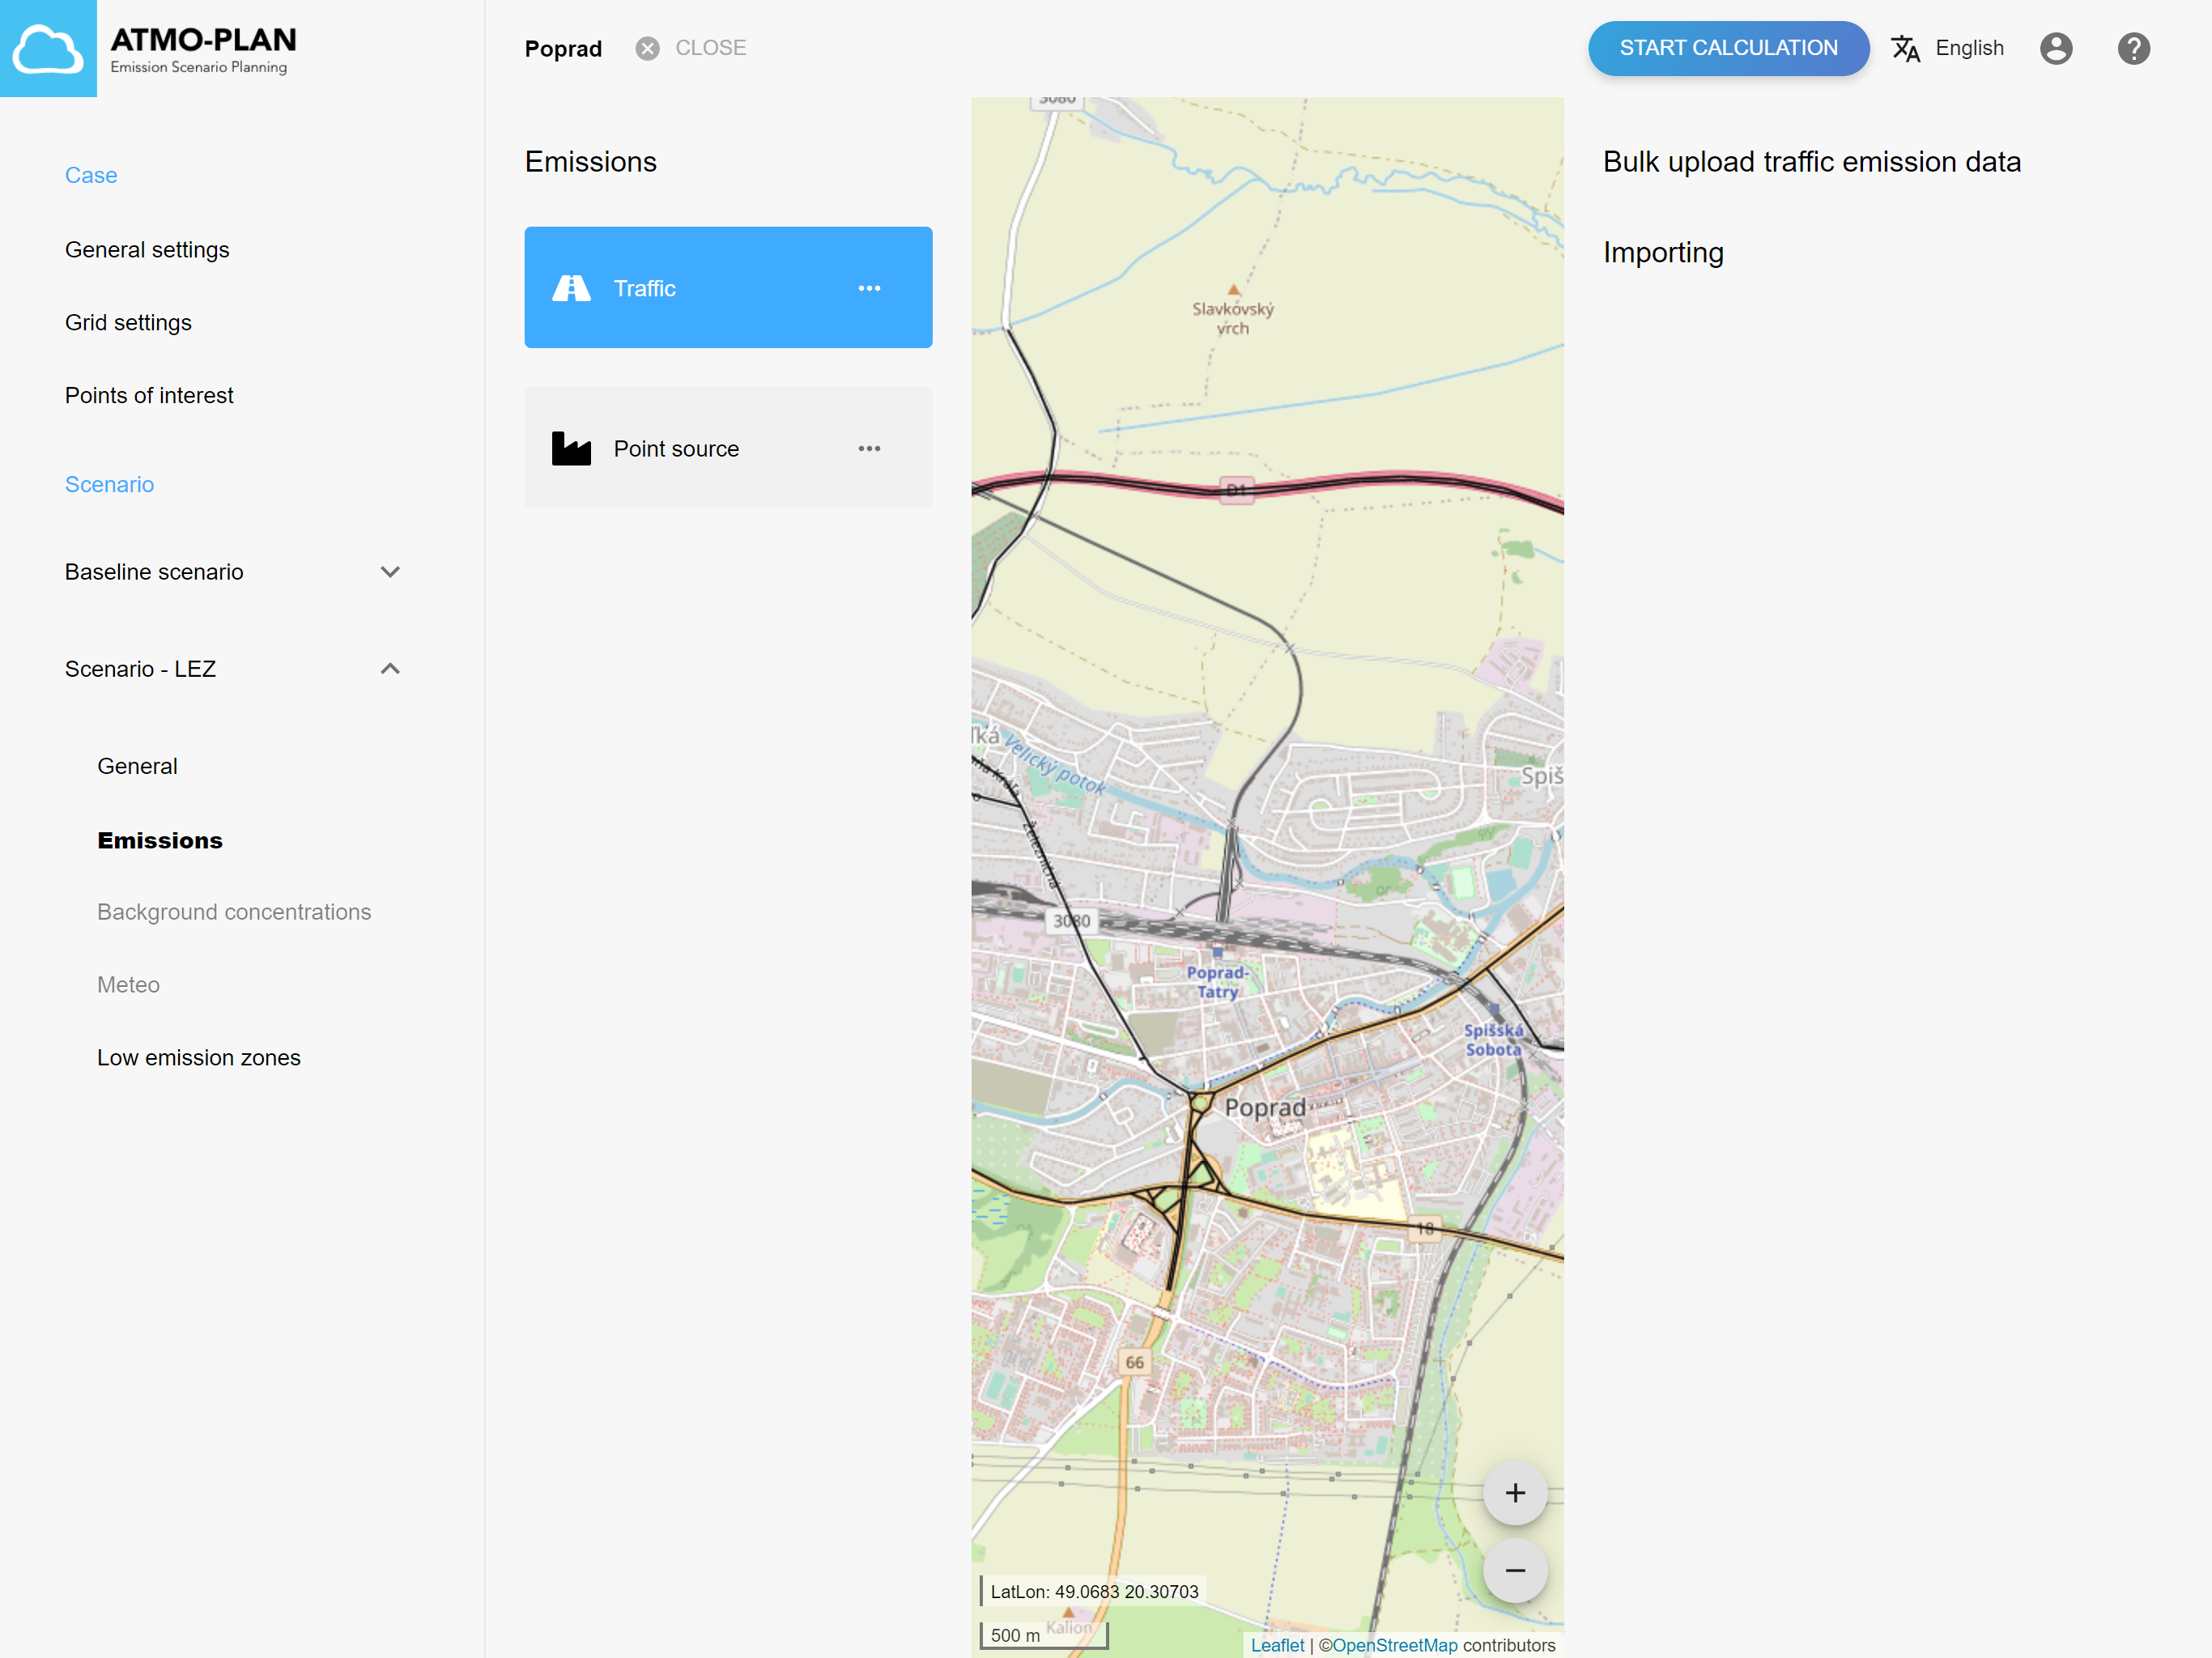 ATMO-PLAN
Emission Scenario Planning
Poprad
CLOSE
START CALCULATION
English
Case
General settings
Grid settings
Points of interest
Scenario
Baseline scenario
Scenario - LEZ
General
Emissions
Background concentrations
Meteo
Low emission zones
Emissions
Traffic
Point source
3080
Slavkovský
vrch
D1
Velický potok
Spiš
Železničná
3080
Poprad-
Tatry
Spišská
Sobota
Poprad
18
66
+
−
LatLon: 49.0683 20.30703
Kalion
500 m
Leaflet | ©OpenStreetMap contributors
Bulk upload traffic emission data
Importing